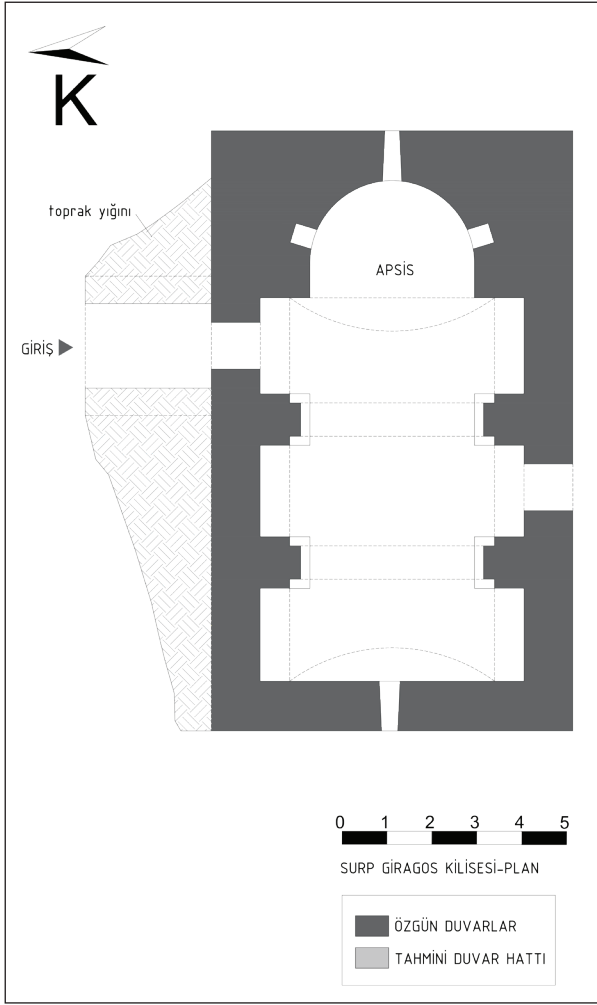 K
toprak yığını
APSİS
GİRİŞ
0 1 2 3 4 5
SURP GİRAGOS KİLİSESİ-PLAN
ÖZGÜN DUVARLAR
TAHMİNİ DUVAR HATTI